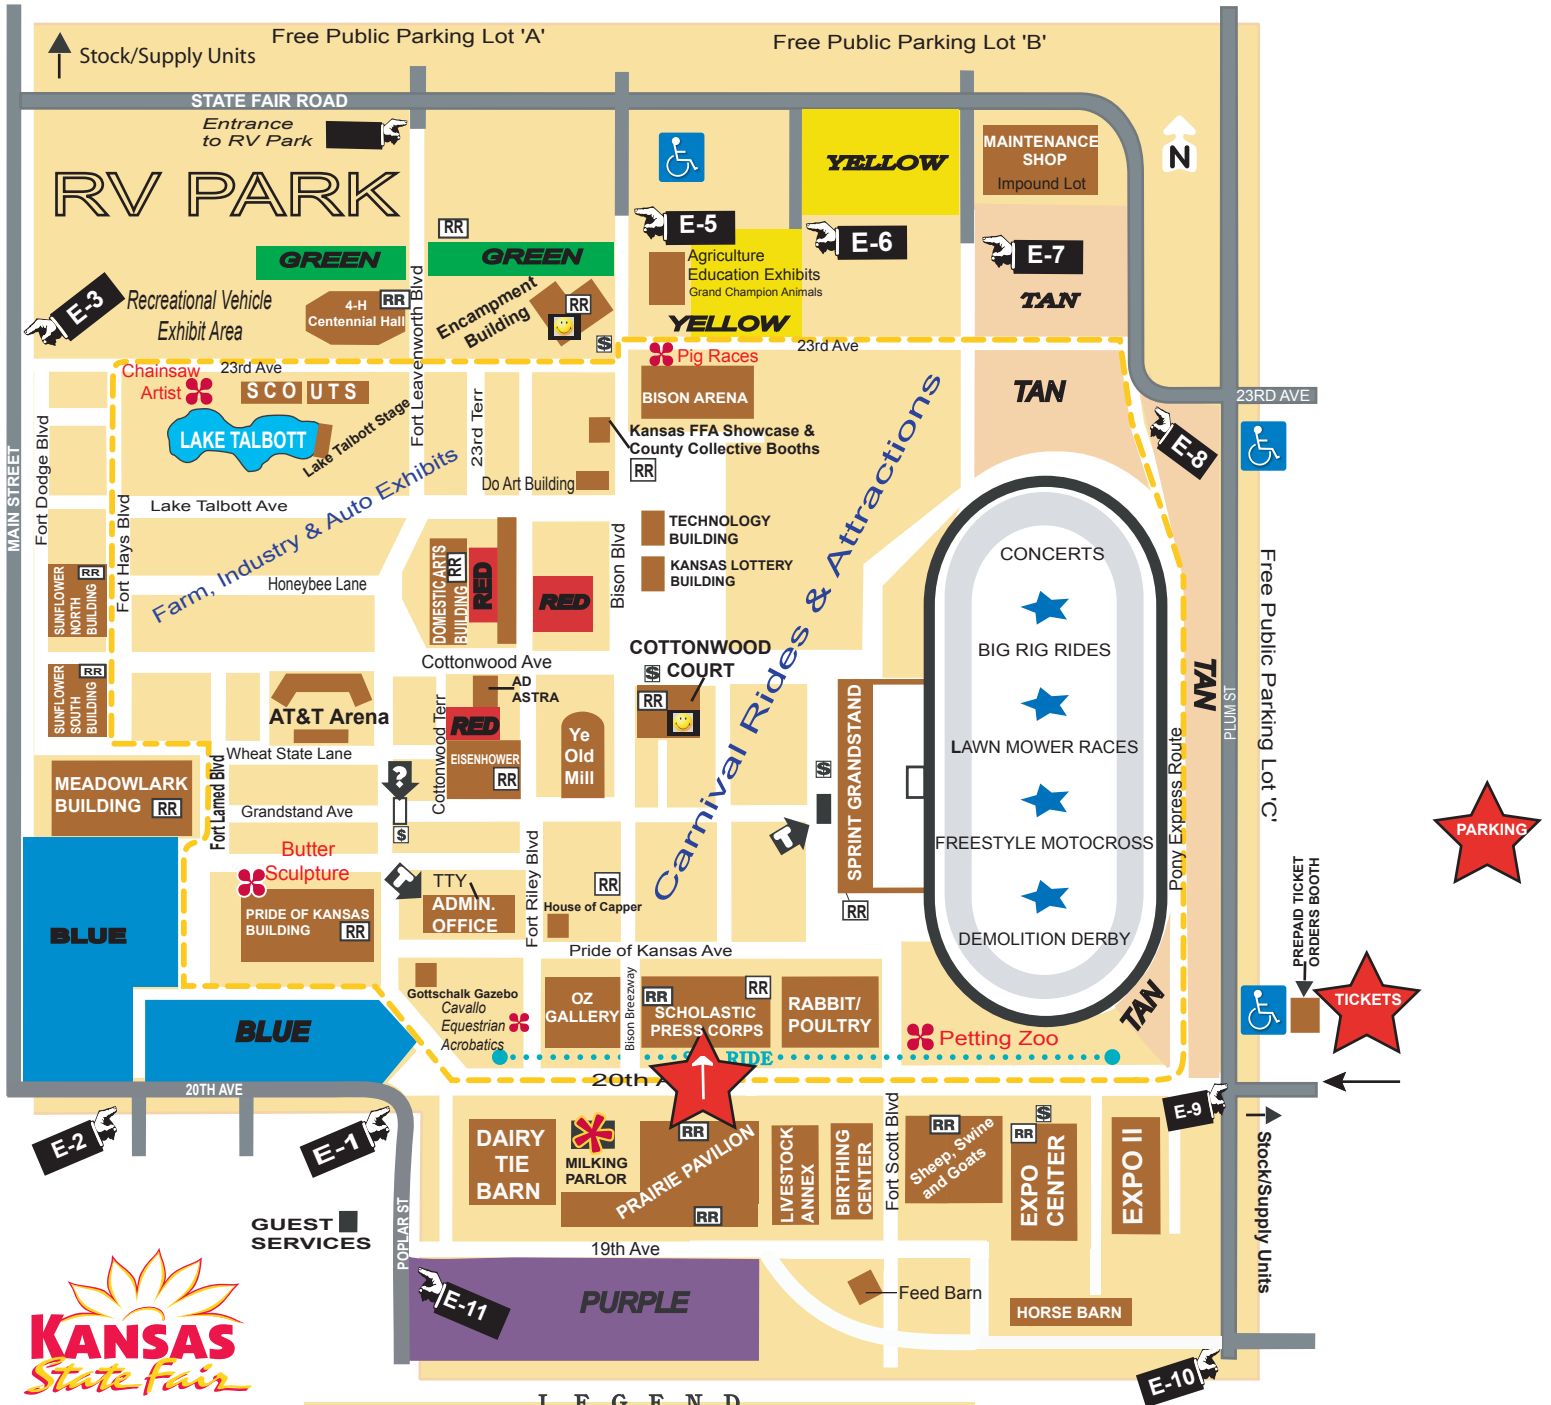 Free Public Parking Lot 'A'
Free Public Parking Lot 'B'
Stock/Supply Units
STATE FAIR ROAD
Entrance
to RV Park
RV PARK
MAINTENANCE
SHOP
Impound Lot
N
YELLOW
E-5
E-6
E-7
RR
GREEN
GREEN
Agriculture
Education Exhibits
Grand Champion Animals
YELLOW
TAN
E-3
Recreational Vehicle
Exhibit Area
4-H
Centennial Hall
RR
Fort Leavenworth Blvd
Encampment
Building
RR
$
23rd Ave
Pig Races
Chainsaw
Artist
23rd Ave
SCOUTS
BISON ARENA
TAN
23RD AVE
LAKE TALBOTT
Lake Talbott Stage
23rd Terr
Kansas FFA Showcase &
County Collective Booths
RR
E-8
MAIN STREET
Fort Dodge Blvd
Fort Hays Blvd
Do Art Building
Lake Talbott Ave
Farm, Industry & Auto Exhibits
Carnival Rides & Attractions
TECHNOLOGY
BUILDING
KANSAS LOTTERY
BUILDING
Bison Blvd
CONCERTS
BIG RIG RIDES
LAWN MOWER RACES
FREESTYLE MOTOCROSS
DEMOLITION DERBY
Free Public Parking Lot 'C'
SUNFLOWER
NORTH
BUILDING
RR
Honeybee Lane
DOMESTIC ARTS
BUILDING
RR
RED
RED
SUNFLOWER
SOUTH
BUILDING
RR
Cottonwood Ave
COTTONWOOD
COURT
$
RR
AD
ASTRA
AT&T Arena
Cottonwood Terr
RED
EISENHOWER
RR
Ye
Old
Mill
TAN
PLUM ST
Wheat State Lane
MEADOWLARK
BUILDING
RR
Fort Larned Blvd
?
$
Grandstand Ave
$
T
SPRINT GRANDSTAND
RR
Pony Express Route
PARKING
Butter
Sculpture
T
TTY
ADMIN.
OFFICE
Fort Riley Blvd
RR
House of Capper
PRIDE OF KANSAS
BUILDING
RR
BLUE
Pride of Kansas Ave
PREPAID TICKET
ORDERS BOOTH
TICKETS
Gottschalk Gazebo
Cavallo
Equestrian
Acrobatics
OZ
GALLERY
Bison Breezway
RR
RR
SCHOLASTIC
PRESS CORPS
RABBIT/
POULTRY
Petting Zoo
TAN
BLUE
RIDE
20TH AVE
20th A
E-2
E-1
E-9
DAIRY
TIE
BARN
MILKING
PARLOR
RR
PRAIRIE PAVILION
RR
LIVESTOCK
ANNEX
BIRTHING
CENTER
Fort Scott Blvd
RR
Sheep, Swine
and Goats
$
RR
EXPO
CENTER
EXPO II
Stock/Supply Units
GUEST
SERVICES
POPLAR ST
19th Ave
PURPLE
E-11
Feed Barn
HORSE BARN
E-10
KANSAS
State Fair
LEGEND